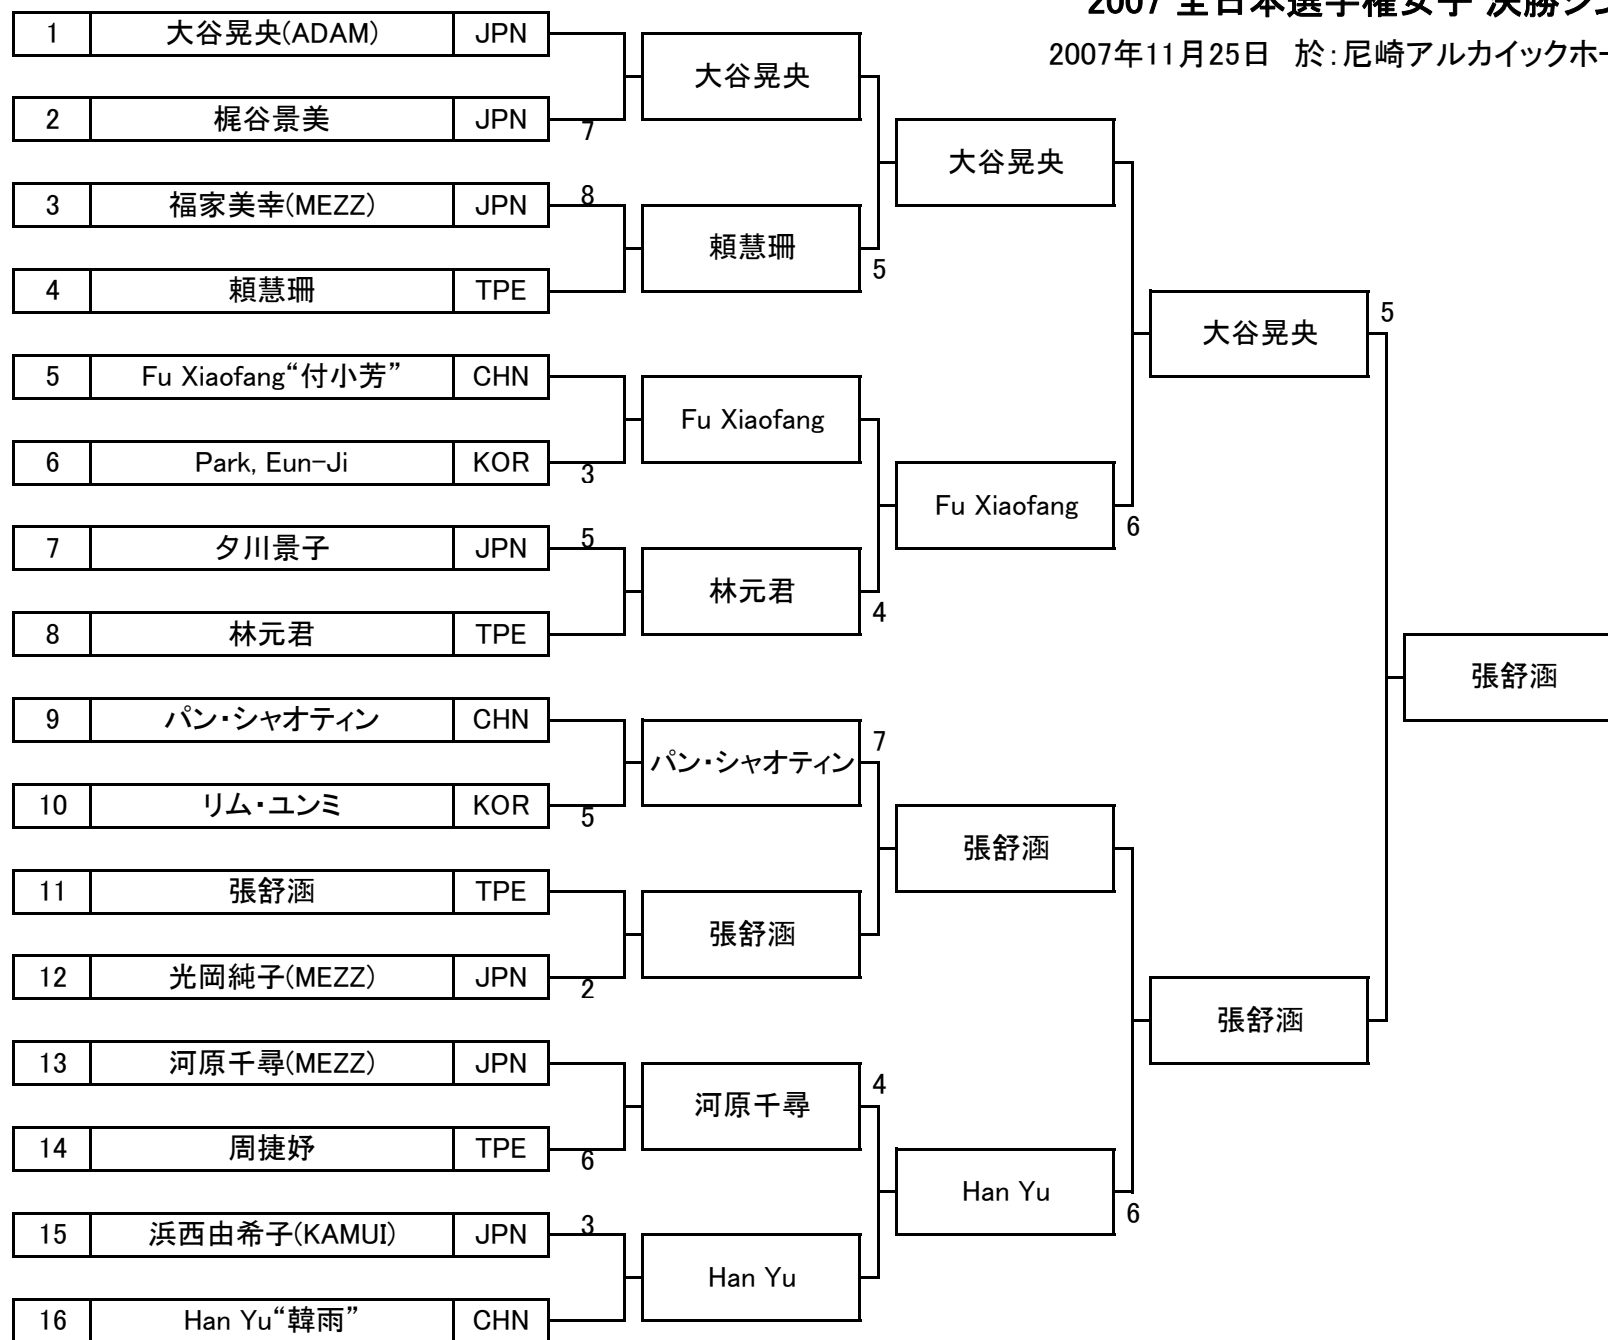 2007 全日本選手権女子 決勝シン
2007年11月25日 於：尼崎アルカイックホー
1 大谷晃央(ADAM) JPN
大谷晃央
2 梶谷景美 JPN 7
大谷晃央
3 福家美幸(MEZZ) JPN 8
頼慧珊 5
4 頼慧珊 TPE
大谷晃央 5
5 Fu Xiaofang“付小芳” CHN
Fu Xiaofang
6 Park, Eun-Ji KOR 3
Fu Xiaofang 6
7 夕川景子 JPN 5
林元君 4
8 林元君 TPE
張舒涵
9 パン・シャオティン CHN
パン・シャオティン 7
10 リム・ユンミ KOR 5
張舒涵
11 張舒涵 TPE
張舒涵
12 光岡純子(MEZZ) JPN 2
張舒涵
13 河原千尋(MEZZ) JPN
河原千尋 4
14 周捷妤 TPE 6
Han Yu 6
15 浜西由希子(KAMUI) JPN 3
Han Yu
16 Han Yu“韓雨” CHN